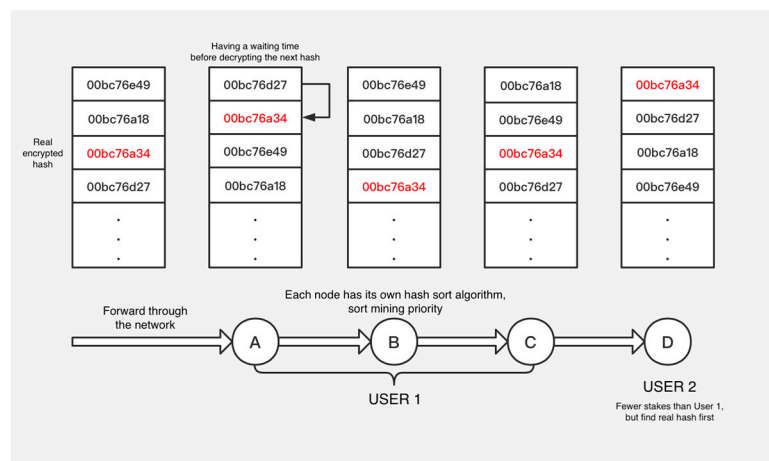 Having a waiting time
before decrypting the next hash
Real
encrypted
hash
00bc76e49
00bc76a18
00bc76a34
00bc76d27
00bc76d27
00bc76a34
00bc76e49
00bc76a18
00bc76e49
00bc76a18
00bc76d27
00bc76a34
00bc76a18
00bc76e49
00bc76a34
00bc76d27
00bc76a34
00bc76d27
00bc76a18
00bc76e49
Forward through
the network
Each node has its own hash sort algorithm,
sort mining priority
A
B
C
D
USER 1
USER 2
Fewer stakes than User 1,
but find real hash first